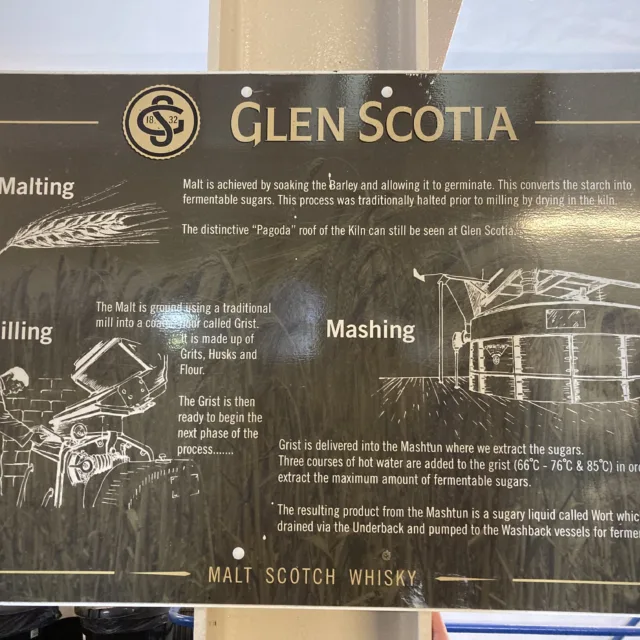 18 32
SG
GLEN SCOTIA
Malting
Malt is achieved by soaking the Barley and allowing it to germinate. This converts the starch into
fermentable sugars. This process was traditionally halted prior to milling by drying in the kiln.
The distinctive "Pagoda" roof of the Kiln can still be seen at Glen Scotia.
illing
The Malt is ground using a traditional
mill into a coarse flour called Grist.
It is made up of
Grits, Husks and
Flour.
The Grist is then
ready to begin the
next phase of the
process.......
Mashing
Grist is delivered into the Mashtun where we extract the sugars.
Three courses of hot water are added to the grist (66°C - 76°C & 85°C) in
extract the maximum amount of fermentable sugars.
The resulting product from the Mashtun is a sugary liquid called Wort
drained via the Underback and pumped to the Washback vessels for
MALT SCOTCH WHISKY